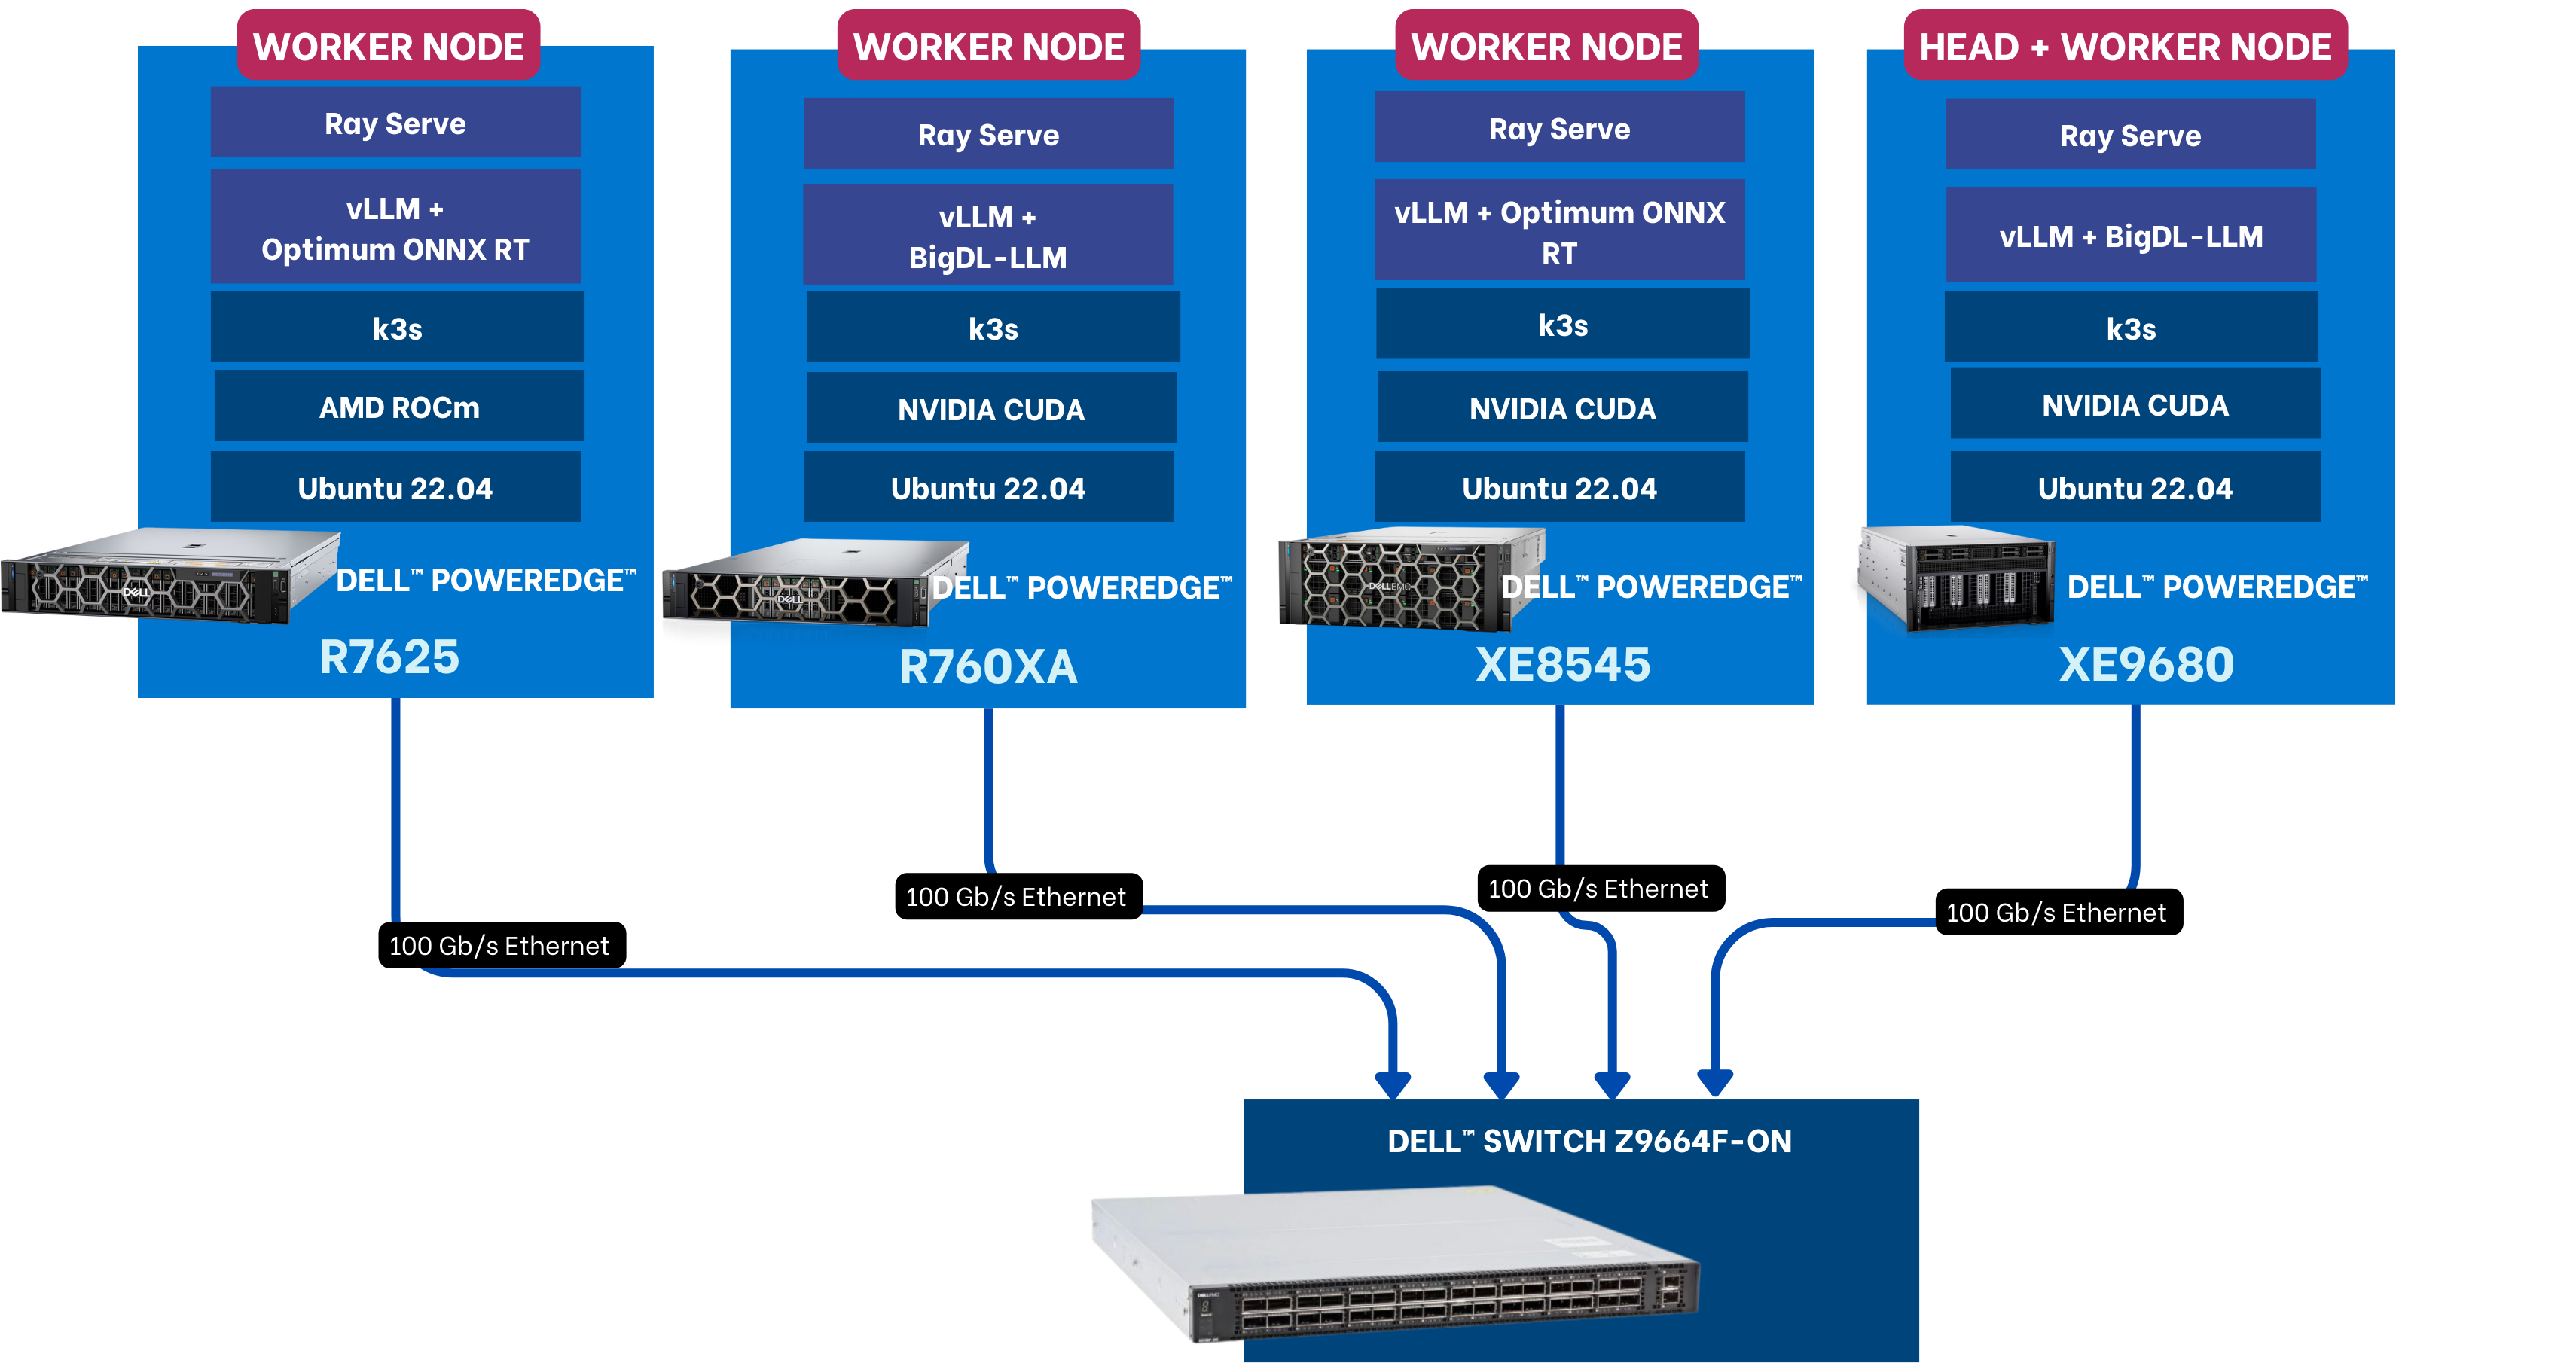 WORKER NODE
Ray Serve
vLLM +
Optimum ONNX RT
k3s
AMD ROCm
Ubuntu 22.04
DELL
DELL™ POWEREDGE™
R7625
WORKER NODE
Ray Serve
vLLM +
BigDL-LLM
k3s
NVIDIA CUDA
Ubuntu 22.04
DELL
DELL™ POWEREDGE™
R760XA
WORKER NODE
Ray Serve
vLLM + Optimum ONNX
RT
k3s
NVIDIA CUDA
Ubuntu 22.04
DELLEMC
DELL™ POWEREDGE™
XE8545
HEAD + WORKER NODE
Ray Serve
vLLM + BigDL-LLM
k3s
NVIDIA CUDA
Ubuntu 22.04
DELL™ POWEREDGE™
XE9680
100 Gb/s Ethernet
100 Gb/s Ethernet
100 Gb/s Ethernet
100 Gb/s Ethernet
DELL™ SWITCH Z9664F-ON
DELLEMC